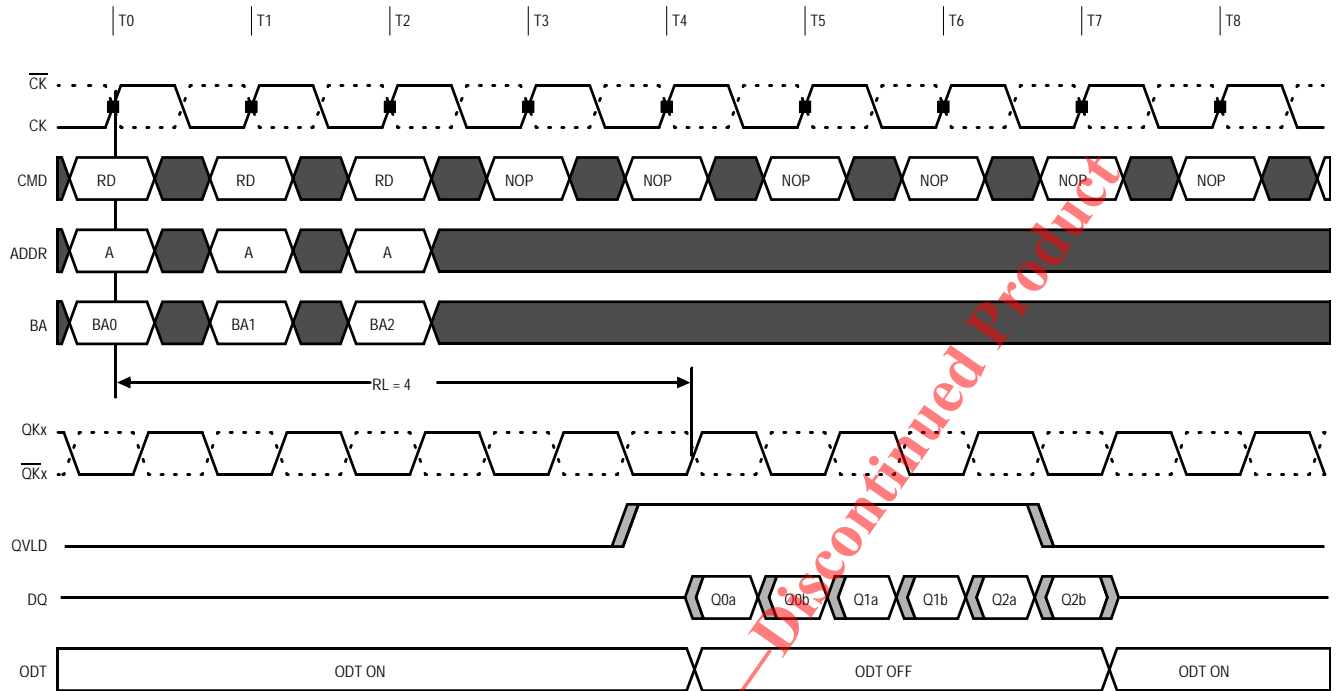 T0 T1 T2 T3 T4 T5 T6 T7 T8
CK
CK
CMD RD RD RD NOP NOP NOP NOP NOP NOP
ADDR A A A
BA BA0 BA1 BA2
RL = 4
QKx
QKx
QVLD
DQ Q0a Q0b Q1a Q1b Q2a Q2b
ODT ODT ON ODT OFF ODT ON
—Discontinued Product